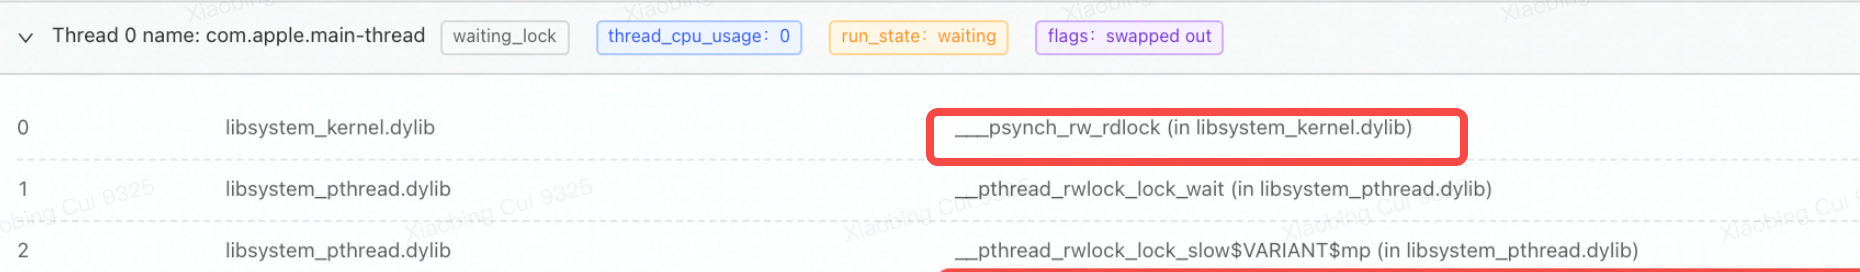 Thread 0 name: com.apple.main-thread waiting_lock thread_cpu_usage: 0 run_state: waiting flags: swapped out
0 libsystem_kernel.dylib ___psynch_rw_rdlock (in libsystem_kernel.dylib)
1 libsystem_pthread.dylib __pthread_rwlock_lock_wait (in libsystem_pthread.dylib)
2 libsystem_pthread.dylib __pthread_rwlock_lock_slow$VARIANT$mp (in libsystem_pthread.dylib)
Xiaobing Cui 9325